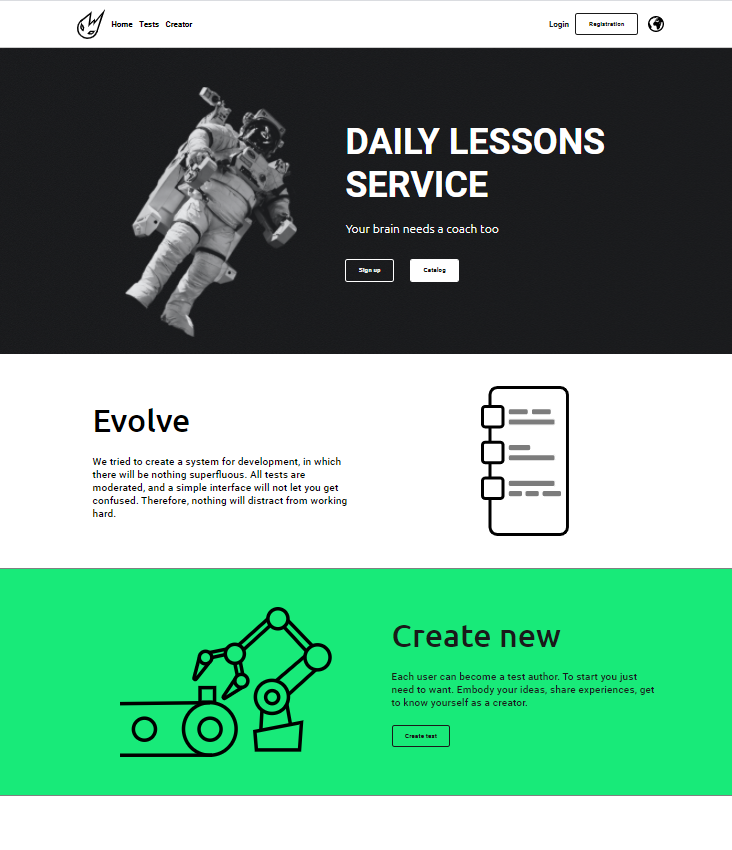 Home Tests Creator Login Registration
DAILY LESSONS
SERVICE
Your brain needs a coach too
Sign up Catalog
Evolve
We tried to create a system for development, in which
there will be nothing superfluous. All tests are
moderated, and a simple interface will not let you get
confused. Therefore, nothing will distract from working
hard.
Create new
Each user can become a test author. To start you just
need to want. Embody your ideas, share experiences, get
to know yourself as a creator.
Create test